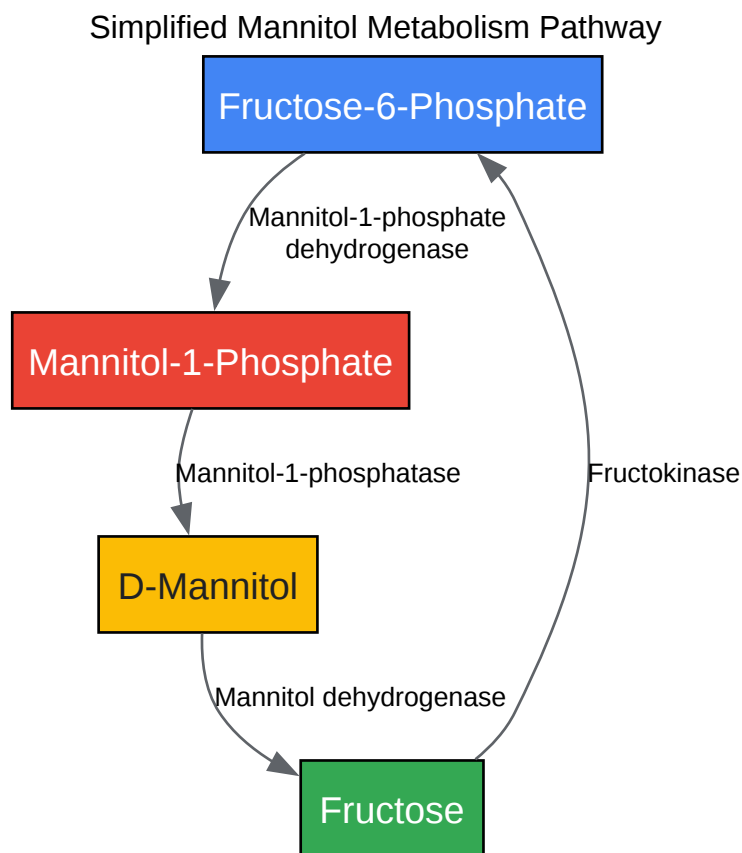 Simplified Mannitol Metabolism Pathway
Fructose-6-Phosphate
Mannitol-1-phosphate
dehydrogenase
Mannitol-1-Phosphate
Mannitol-1-phosphatase
Fructokinase
D-Mannitol
Mannitol dehydrogenase
Fructose